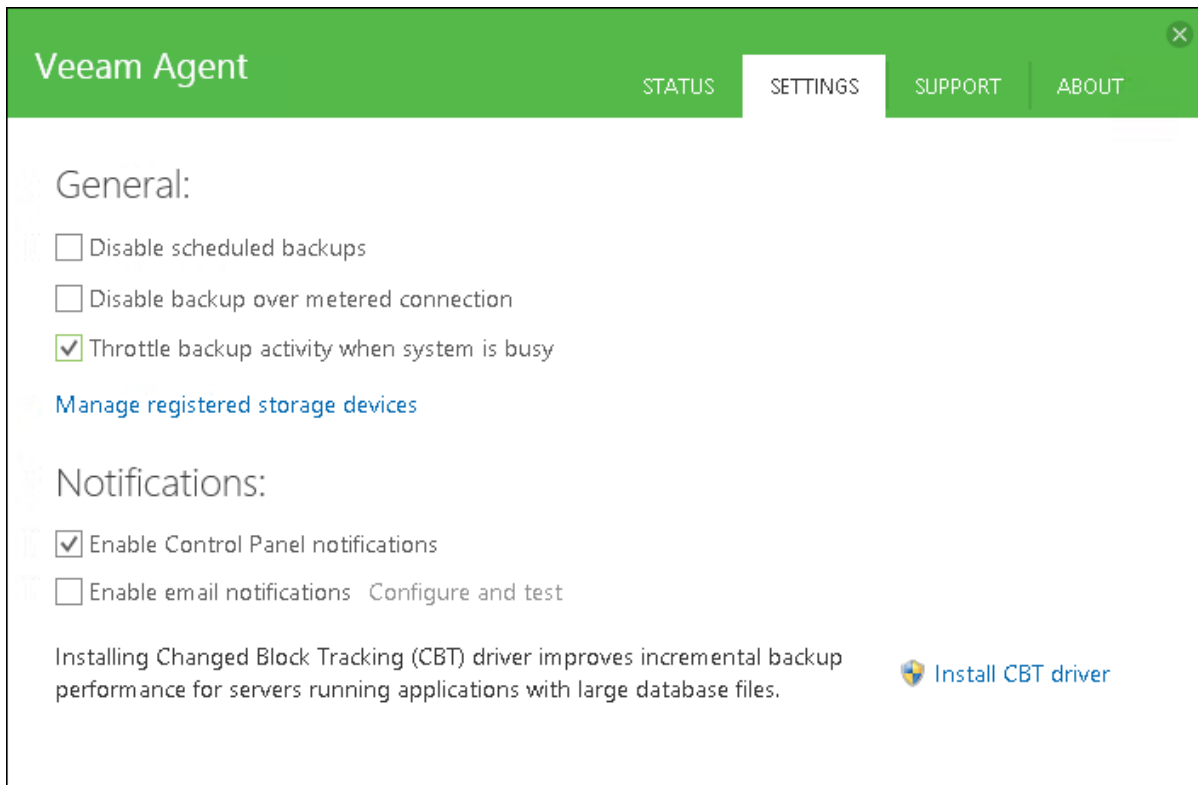 Veeam Agent
STATUS
SETTINGS
SUPPORT
ABOUT
General:
Disable scheduled backups
Disable backup over metered connection
Throttle backup activity when system is busy
Manage registered storage devices
Notifications:
Enable Control Panel notifications
Enable email notifications Configure and test
Installing Changed Block Tracking (CBT) driver improves incremental backup
performance for servers running applications with large database files.
Install CBT driver